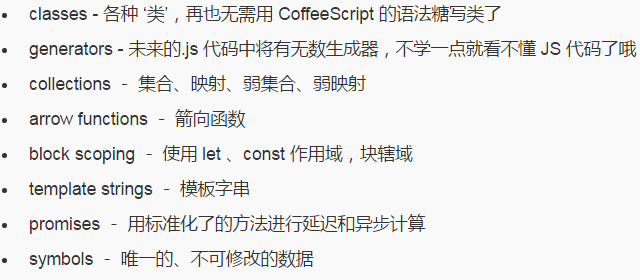 classes - 各种 ‘类’，再也无需用 CoffeeScript 的语法糖写类了
generators - 未来的.js 代码中将有无数生成器，不学一点就看不懂 JS 代码了哦
collections － 集合、映射、弱集合、弱映射
arrow functions － 箭向函数
block scoping － 使用 let 、const 作用域，块辖域
template strings － 模板字串
promises － 用标准化了的方法进行延迟和异步计算
symbols － 唯一的、不可修改的数据